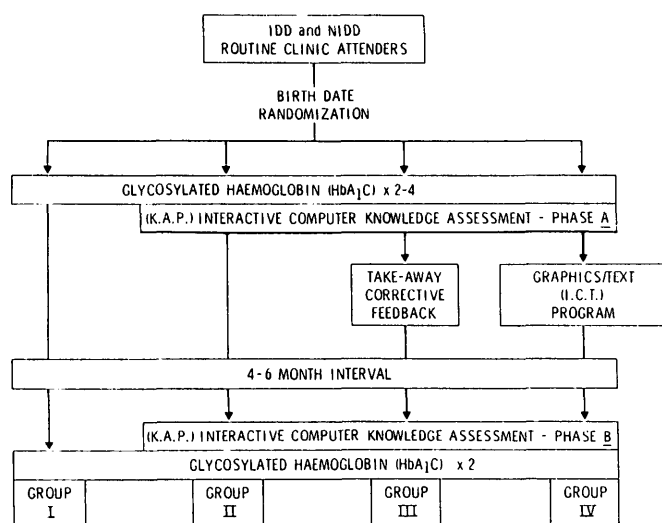 IDD and NIDD
ROUTINE CLINIC ATTENDERS
BIRTH DATE
RANDOMIZATION
GLYCOSYLATED HAEMOGLOBIN (HbA₁C) x 2-4
(K.A.P.) INTERACTIVE COMPUTER KNOWLEDGE ASSESSMENT - PHASE A
TAKE-AWAY
CORRECTIVE
FEEDBACK
GRAPHICS/TEXT
(I.C.T.)
PROGRAM
4-6 MONTH INTERVAL
(K.A.P.) INTERACTIVE COMPUTER KNOWLEDGE ASSESSMENT - PHASE B
GLYCOSYLATED HAEMOGLOBIN (HbA₁C) x 2
GROUP
I
GROUP
II
GROUP
III
GROUP
IV